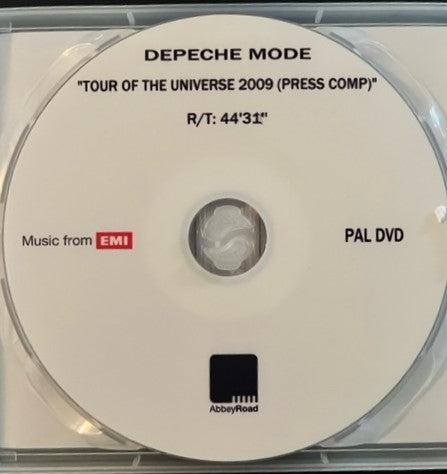 DEPECHE MODE
"TOUR OF THE UNIVERSE 2009 (PRESS COMP)"
R/T: 44'31"
Music from EMI
PAL DVD
AbbeyRoad